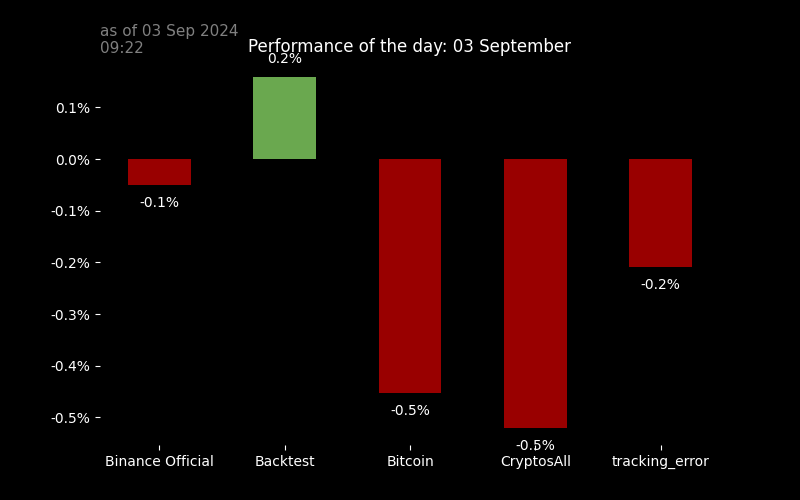 as of 03 Sep 2024
09:22
Performance of the day: 03 September
0.2%
0.1%
0.0%
-0.1%
-0.1%
-0.2%
-0.2%
-0.3%
-0.4%
-0.5%
-0.5%
-0.5%
Binance Official
Backtest
Bitcoin
CryptosAll
tracking_error